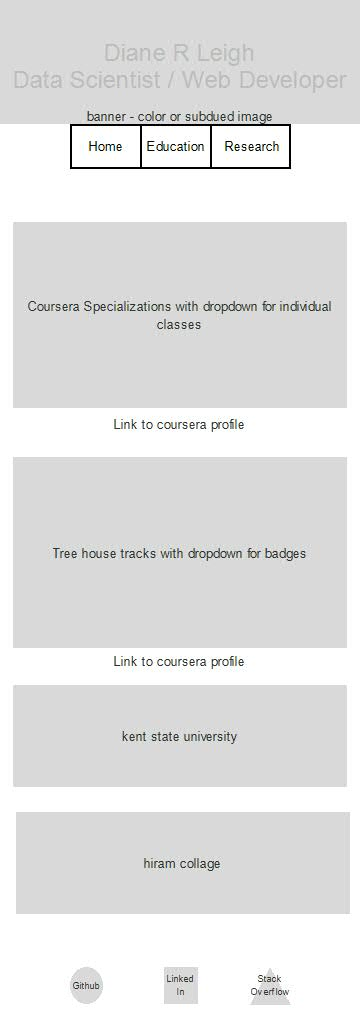 Diane R Leigh
Data Scientist / Web Developer
banner - color or subdued image
Home Education Research
Coursera Specializations with dropdown for individual
classes
Link to coursera profile
Tree house tracks with dropdown for badges
Link to coursera profile
kent state university
hiram collage
Github
Linked
In
Stack
Overflow